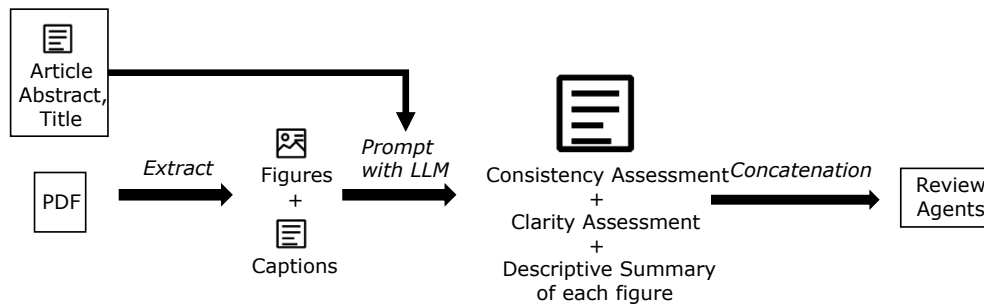 Article
Abstract,
Title
PDF
Extract
Figures
+
Captions
Prompt
with LLM
Consistency Assessment
+
Clarity Assessment
+
Descriptive Summary
of each figure
Concatenation
Review
Agents